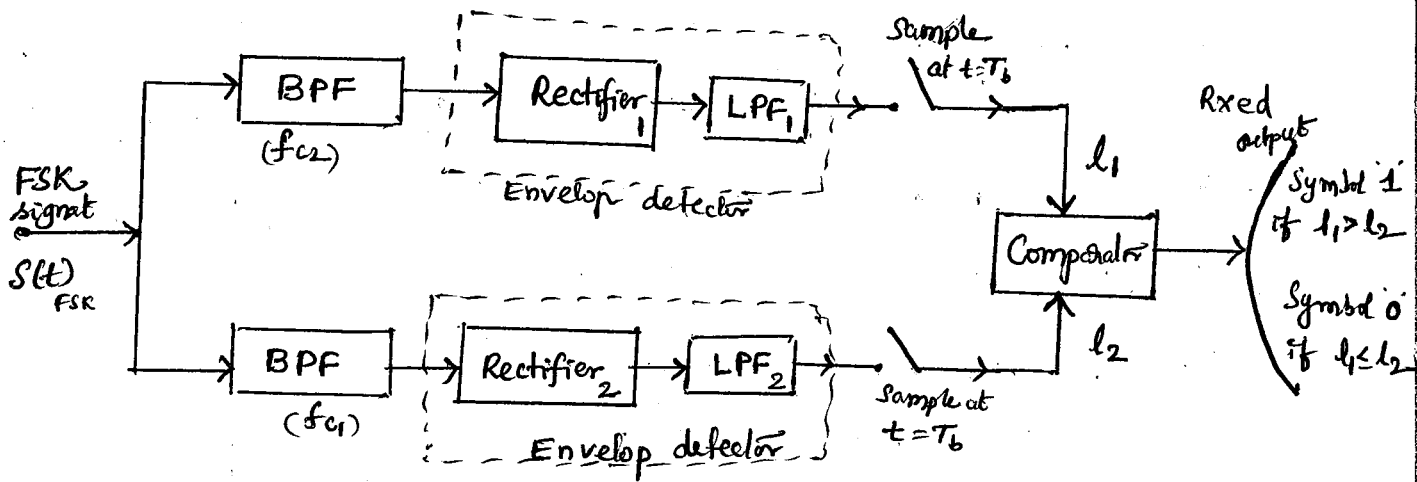 BPF
(fc2)
Rectifier1
LPF1
Envelop detector
Sample
at t=Tb
l1
Rxed
output
Symbol '1'
if l1>l2
FSK
signal
S(t)FSK
Comparator
Symbol '0'
if l1≤l2
BPF
(fc1)
Rectifier2
LPF2
Envelop detector
Sample at
t=Tb
l2